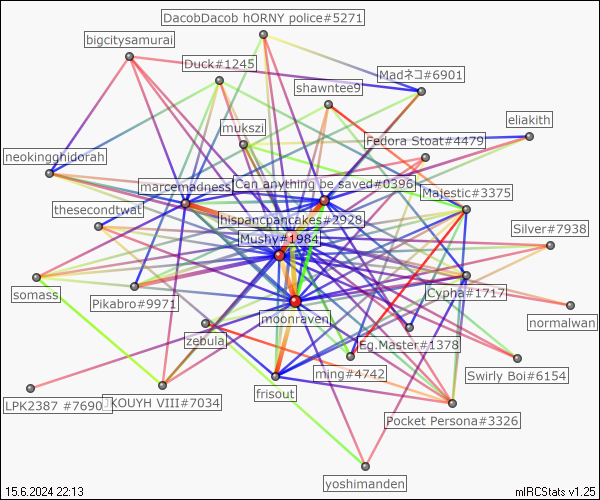 DacobDacob hORNY police#5271
bigcitysamurai
Duck#1245
Madネコ#6901
shawntee9
eliakith
mukszi
Fedora Stoat#4479
neokingghidorah
marcemadness
Can anything be saved#0396
Majestic#3375
thesecondtwat
hispancpancakes#2928
Silver#7938
Mushy#1984
somass
Pikabro#9971
Cypha#1717
moonraven
normalwan
zebula
Eg.Master#1378
ming#4742
Swirly Boi#6154
LPK2387 #7690
KOUYH VIII#7034
frisout
Pocket Persona#3326
yoshimanden
15.6.2024 22:13
mIRCStats v1.25